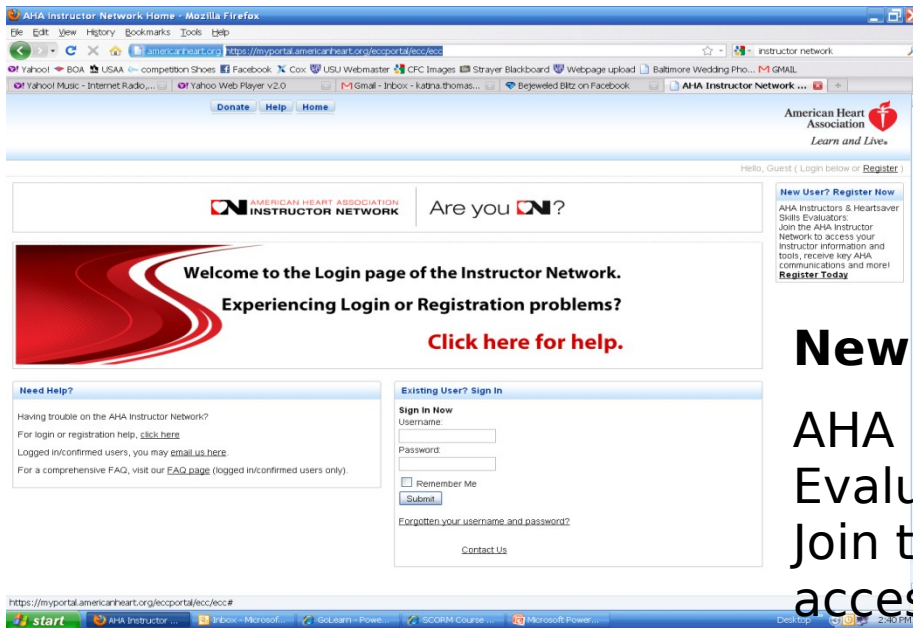 AHA Instructor Network Home - Mozilla Firefox
File Edit View History Bookmarks Tools Help
americanheart.org https://myportal.americanheart.org/eccportal/ecc/ecc instructor network
Yahoo! BOA USAA competition Shoes Facebook Cox USU Webmaster CFC Images Strayer Blackboard Webpage upload Baltimore Wedding Pho... GMAIL
Yahoo! Music - Internet Radio,... Yahoo Web Player v2.0 Gmail - Inbox - katina.thomas... Bejeweled Blitz on Facebook AHA Instructor Network ...
Donate Help Home
American Heart
Association
Learn and Live®
Hello, Guest ( Login below or Register )
AMERICAN HEART ASSOCIATION
INSTRUCTOR NETWORK
Are you ON?
New User? Register Now
AHA Instructors & Heartsaver
Skills Evaluators:
Join the AHA Instructor
Network to access your
instructor information and
tools, receive key AHA
communications and more!
Register Today
Welcome to the Login page of the Instructor Network.
Experiencing Login or Registration problems?
Click here for help.
Need Help?
Having trouble on the AHA Instructor Network?
For login or registration help, click here
Logged in/confirmed users, you may email us here.
For a comprehensive FAQ, visit our FAQ page (logged in/confirmed users only).
Existing User? Sign In
Sign In Now
Username:
Password:
Remember Me
Submit
Forgotten your username and password?
Contact Us
New
AHA
Evalu
Join t
acces
https://myportal.americanheart.org/eccportal/ecc/ecc#
start AHA Instructor ... Inbox - Microsof... GoLearn - Powe... SCORM Course ... Microsoft Power... Desktop 2:40 PM